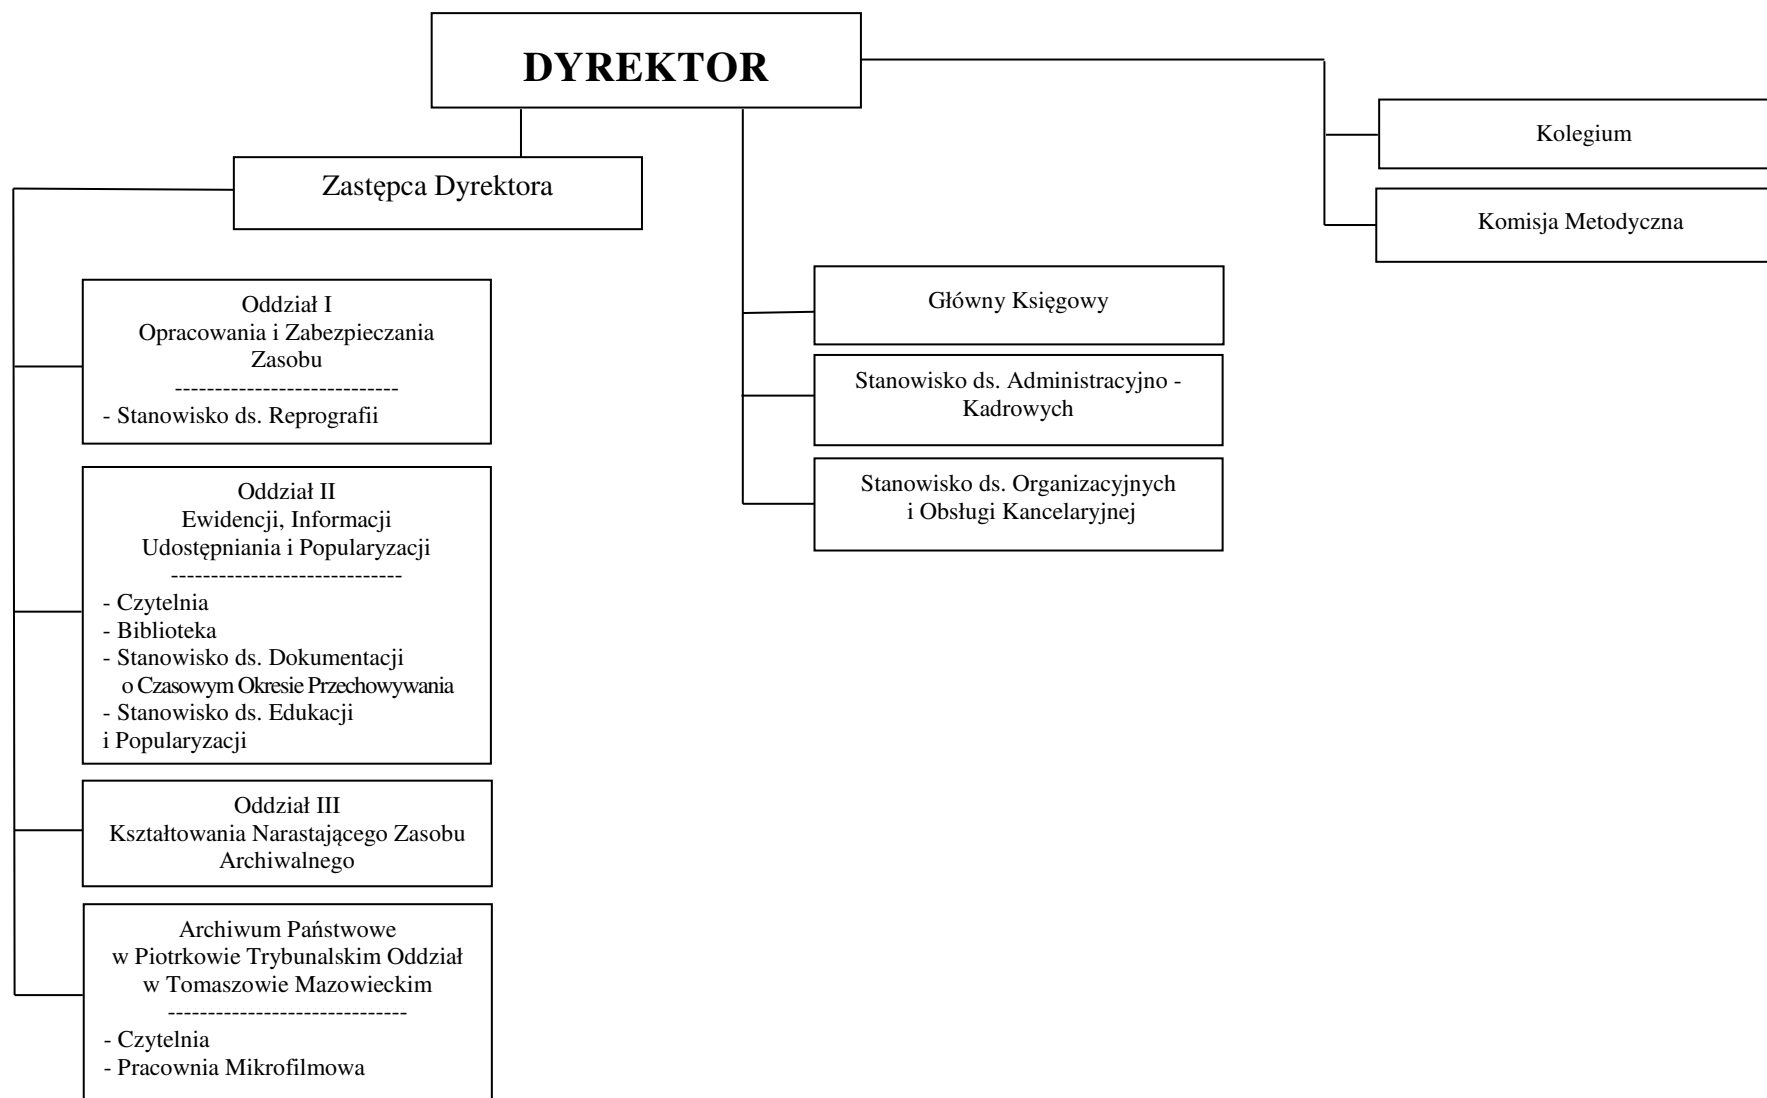 DYREKTOR
Kolegium
Zastępca Dyrektora
Komisja Metodyczna
Oddział I
Opracowania i Zabezpieczania
Zasobu
----------------------------
- Stanowisko ds. Reprografii
Oddział II
Ewidencji, Informacji
Udostępniania i Popularyzacji
-----------------------------
- Czytelnia
- Biblioteka
- Stanowisko ds. Dokumentacji
o Czasowym Okresie Przechowywania
- Stanowisko ds. Edukacji
i Popularyzacji
Oddział III
Kształtowania Narastającego Zasobu
Archiwalnego
Archiwum Państwowe
w Piotrkowie Trybunalskim Oddział
w Tomaszowie Mazowieckim
------------------------------
- Czytelnia
- Pracownia Mikrofilmowa
Główny Księgowy
Stanowisko ds. Administracyjno -
Kadrowych
Stanowisko ds. Organizacyjnych
i Obsługi Kancelaryjnej